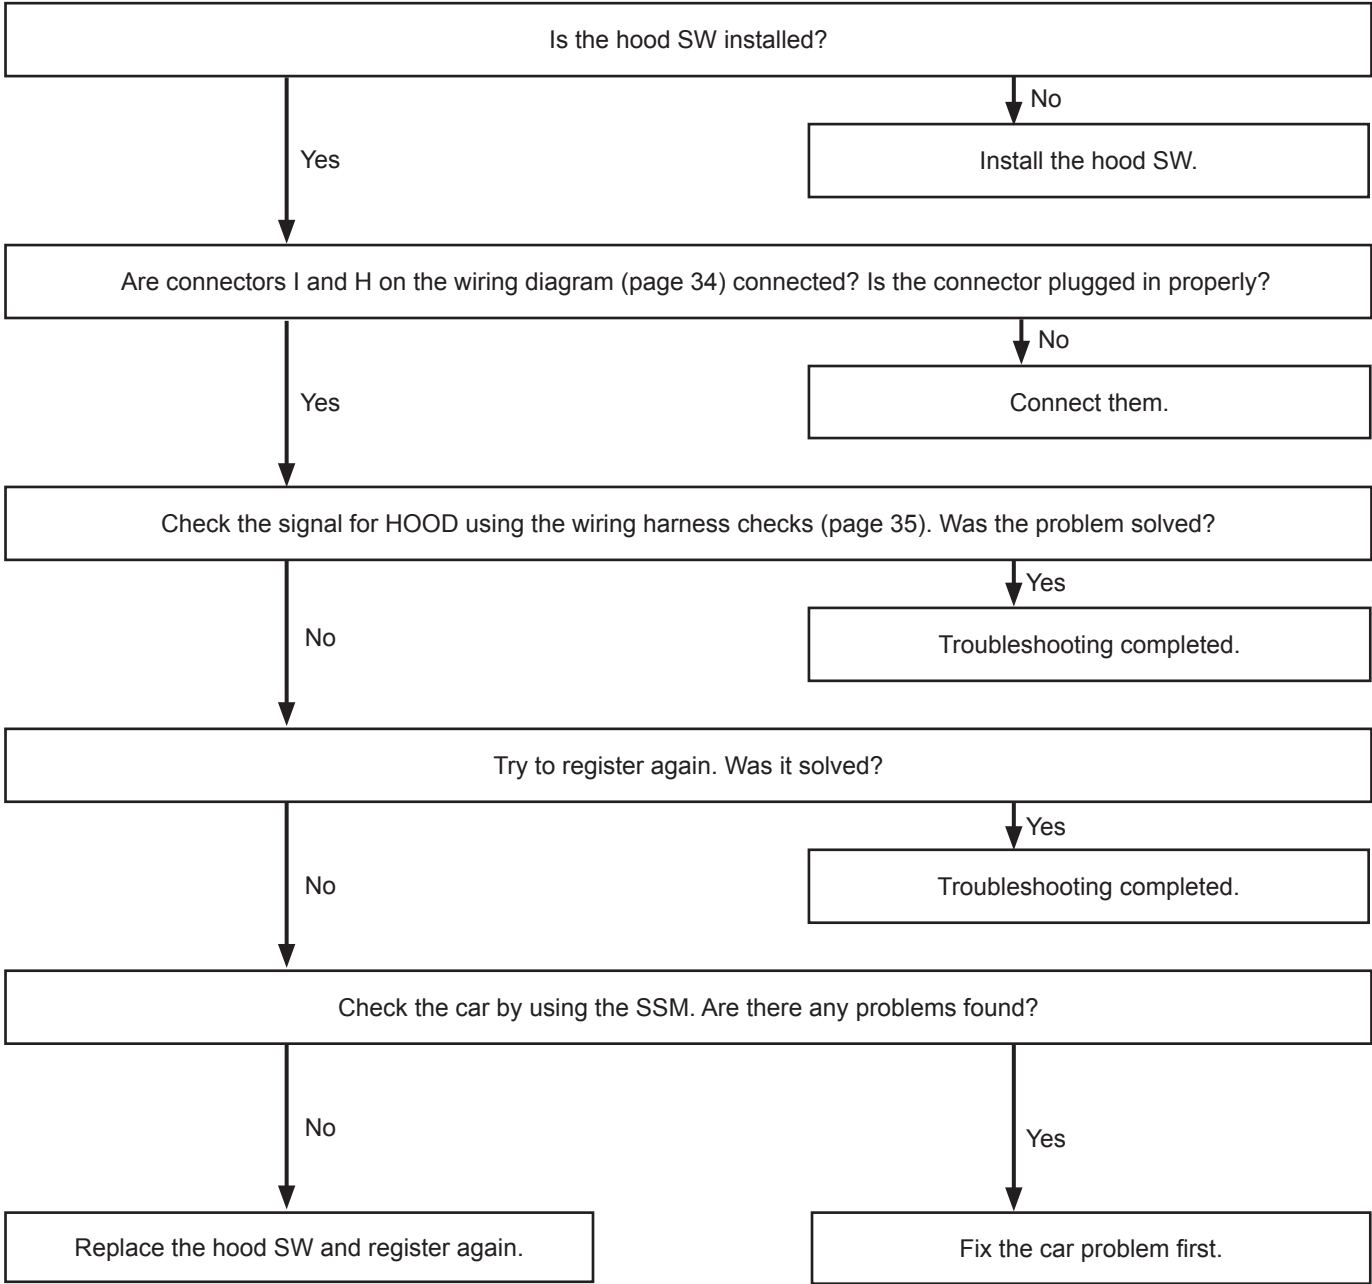 Is the hood SW installed?
No
Yes
Install the hood SW.
Are connectors I and H on the wiring diagram (page 34) connected? Is the connector plugged in properly?
No
Yes
Connect them.
Check the signal for HOOD using the wiring harness checks (page 35). Was the problem solved?
Yes
No
Troubleshooting completed.
Try to register again. Was it solved?
Yes
No
Troubleshooting completed.
Check the car by using the SSM. Are there any problems found?
No
Yes
Replace the hood SW and register again.
Fix the car problem first.